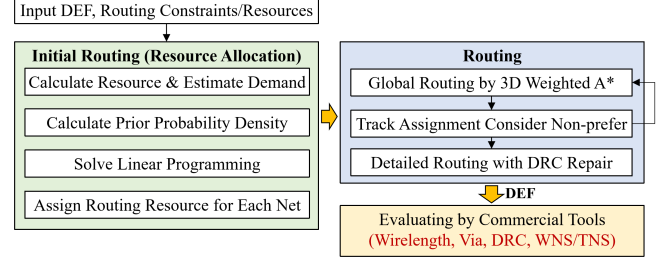 Input DEF, Routing Constraints/Resources
Initial Routing (Resource Allocation)
Calculate Resource & Estimate Demand
Calculate Prior Probability Density
Solve Linear Programming
Assign Routing Resource for Each Net
Routing
Global Routing by 3D Weighted A*
Track Assignment Consider Non-prefer
Detailed Routing with DRC Repair
DEF
Evaluating by Commercial Tools
(Wirelength, Via, DRC, WNS/TNS)